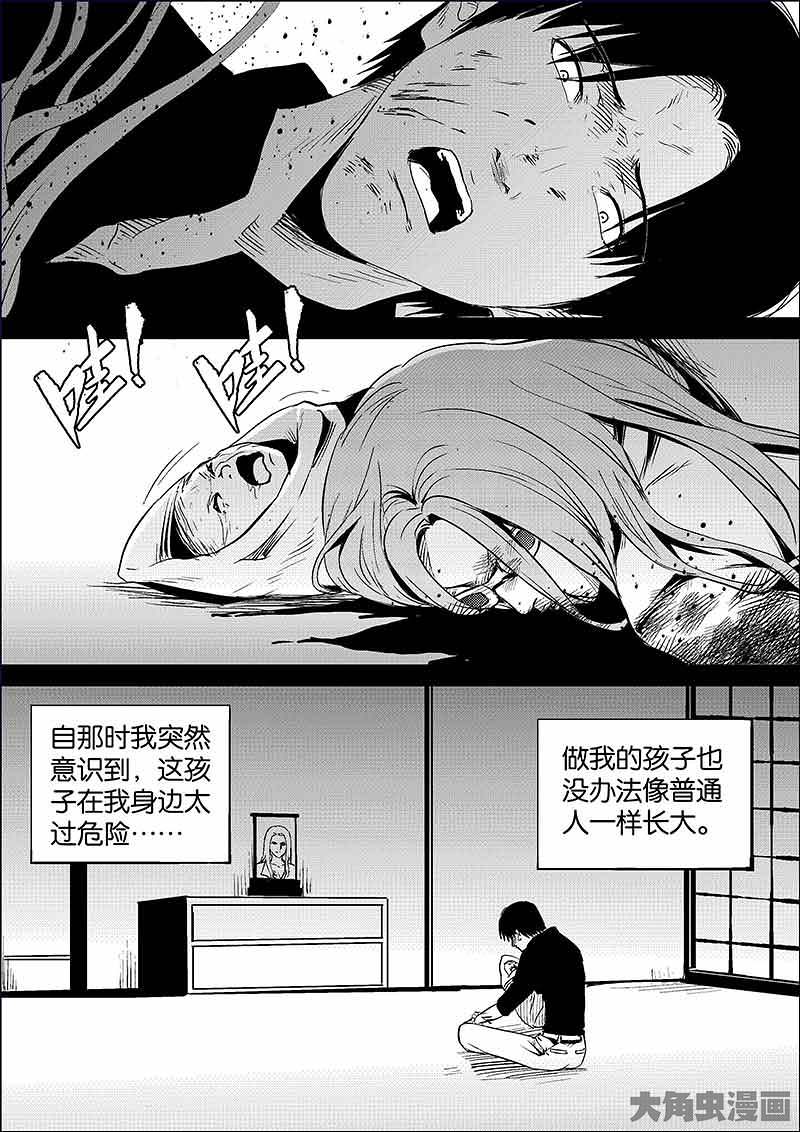 哇!
哇!
自那时我突然
意识到，这孩
子在我身边太
过危险……
做我的孩子也
没办法像普通
人一样长大。
大角虫漫画